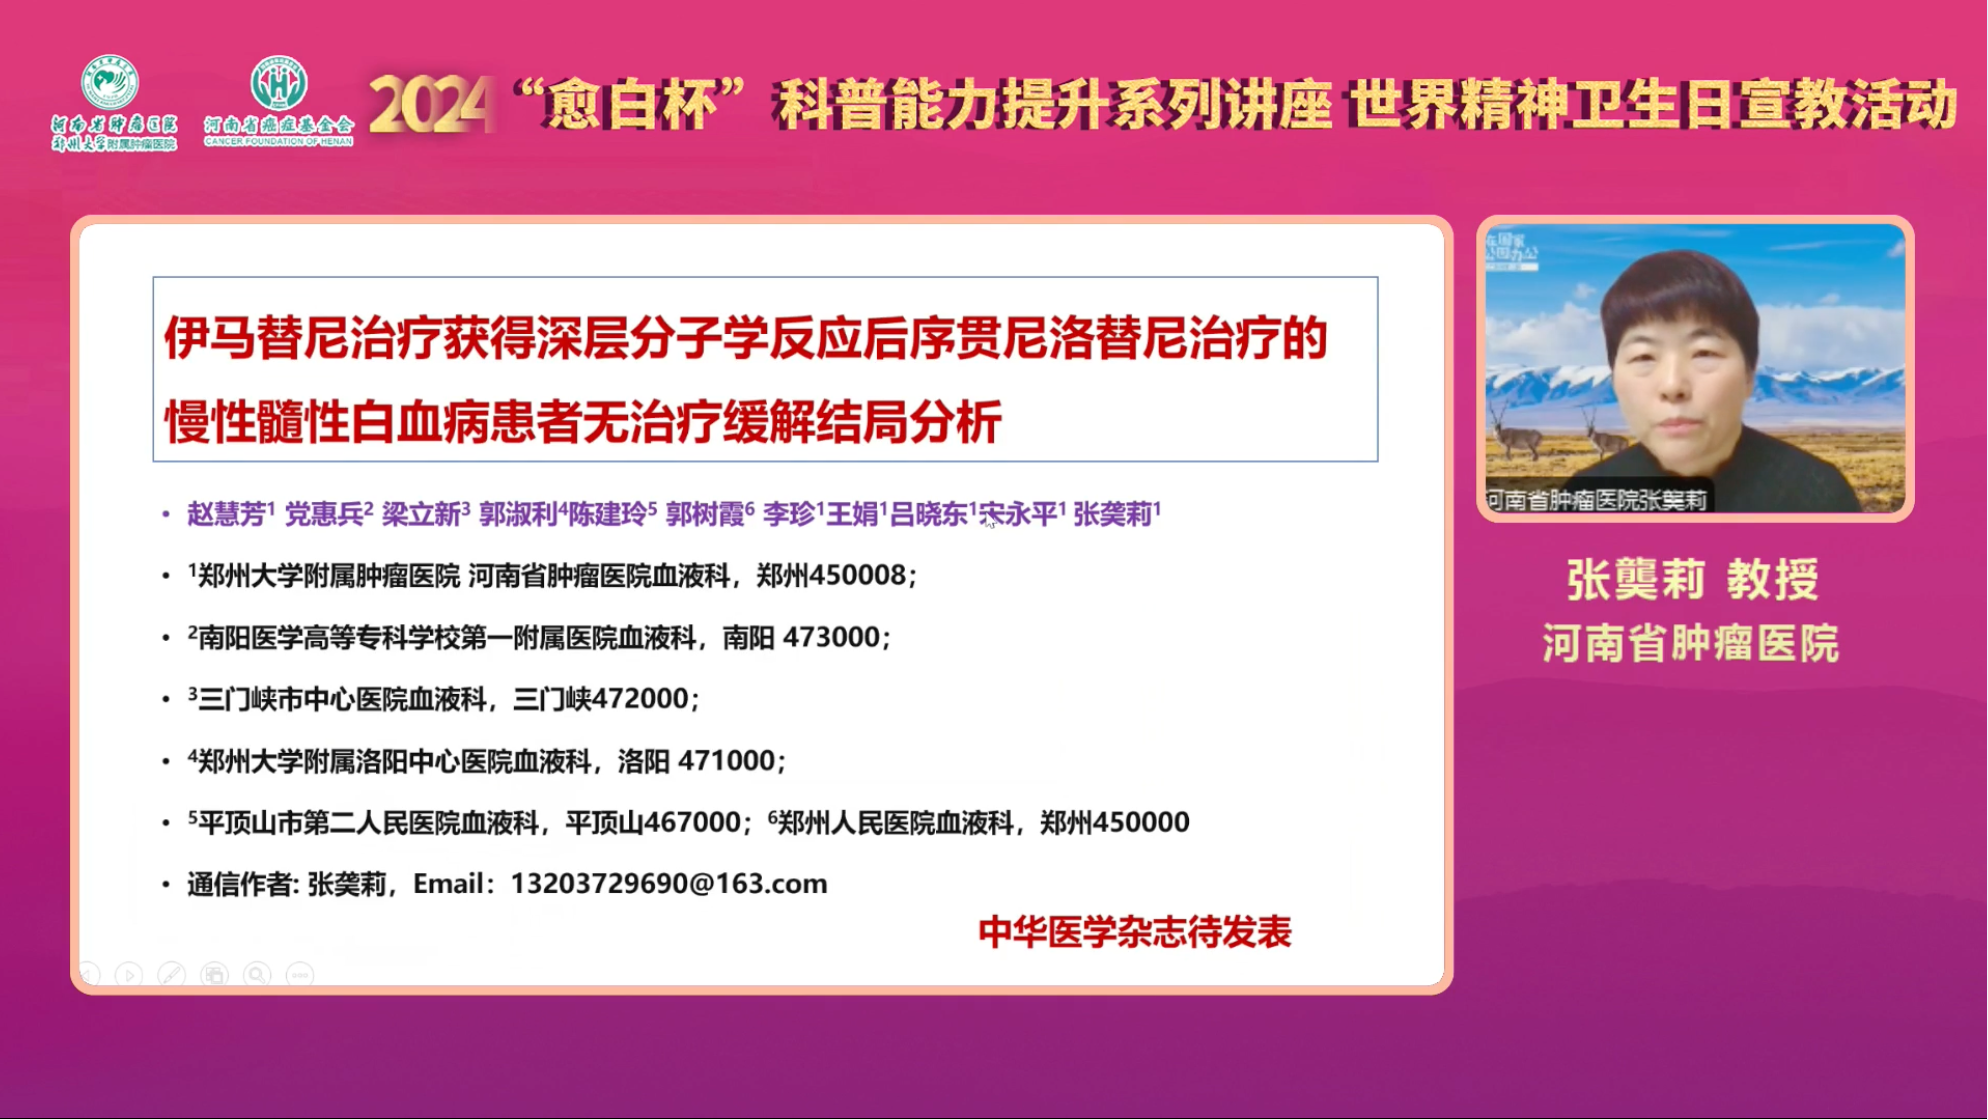 河南省肿瘤医院
郑州大学附属肿瘤医院
河南省癌症基金会
CANCER FOUNDATION OF HENAN
2024“愈白杯”科普能力提升系列讲座 世界精神卫生日宣教活动
伊马替尼治疗获得深层分子学反应后序贯尼洛替尼治疗的
慢性髓性白血病患者无治疗缓解结局分析
• 赵慧芳¹ 党惠兵² 梁立新³ 郭淑利⁴陈建玲⁵ 郭树霞⁶ 李珍¹王娟¹吕晓东¹宋永平¹ 张龚莉¹
• ¹郑州大学附属肿瘤医院 河南省肿瘤医院血液科，郑州450008；
• ²南阳医学高等专科学校第一附属医院血液科，南阳 473000；
• ³三门峡市中心医院血液科，三门峡472000；
• ⁴郑州大学附属洛阳中心医院血液科，洛阳 471000；
• ⁵平顶山市第二人民医院血液科，平顶山467000；⁶郑州人民医院血液科，郑州450000
• 通信作者: 张龚莉，Email：13203729690@163.com
中华医学杂志待发表
在国家
公园办公
河南省肿瘤医院张龑莉
张龑莉 教授
河南省肿瘤医院